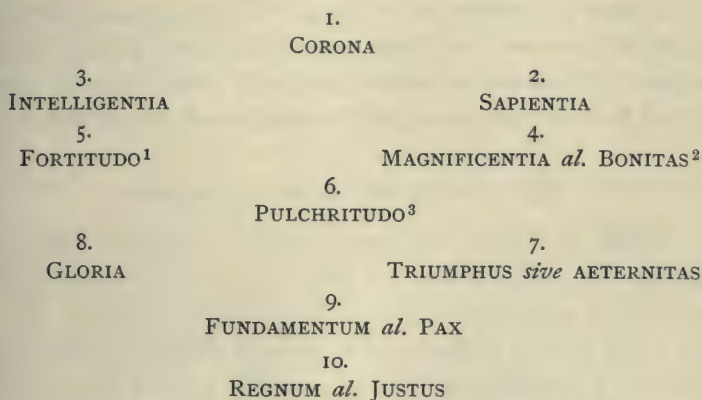 1.
CORONA
3. 2.
INTELLIGENTIA SAPIENTIA
5. 4.
FORTITUDO¹ MAGNIFICENTIA al. BONITAS²
6.
PULCHRITUDO³
8. 7.
GLORIA TRIUMPHUS sive AETERNITAS
9.
FUNDAMENTUM al. PAX
10.
REGNUM al. JUSTUS